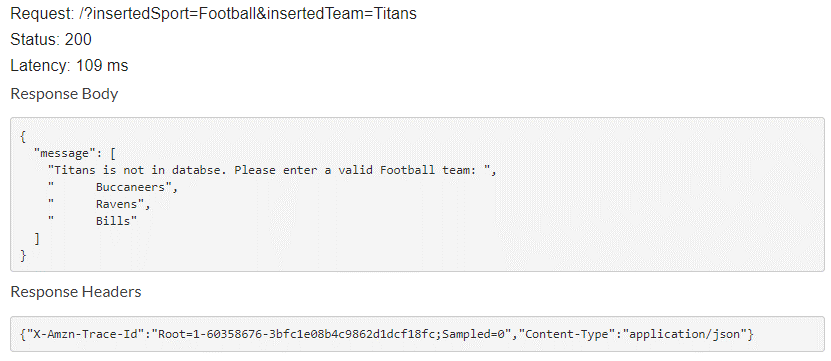 Request: /?insertedSport=Football&insertedTeam=Titans
Status: 200
Latency: 109 ms
Response Body
{
  "message": [
    "Titans is not in databse. Please enter a valid Football team: ",
    "      Buccaneers",
    "      Ravens",
    "      Bills"
  ]
}
Response Headers
{"X-Amzn-Trace-Id":"Root=1-60358676-3bfc1e08b4c9862d1dcf18fc;Sampled=0","Content-Type":"application/json"}